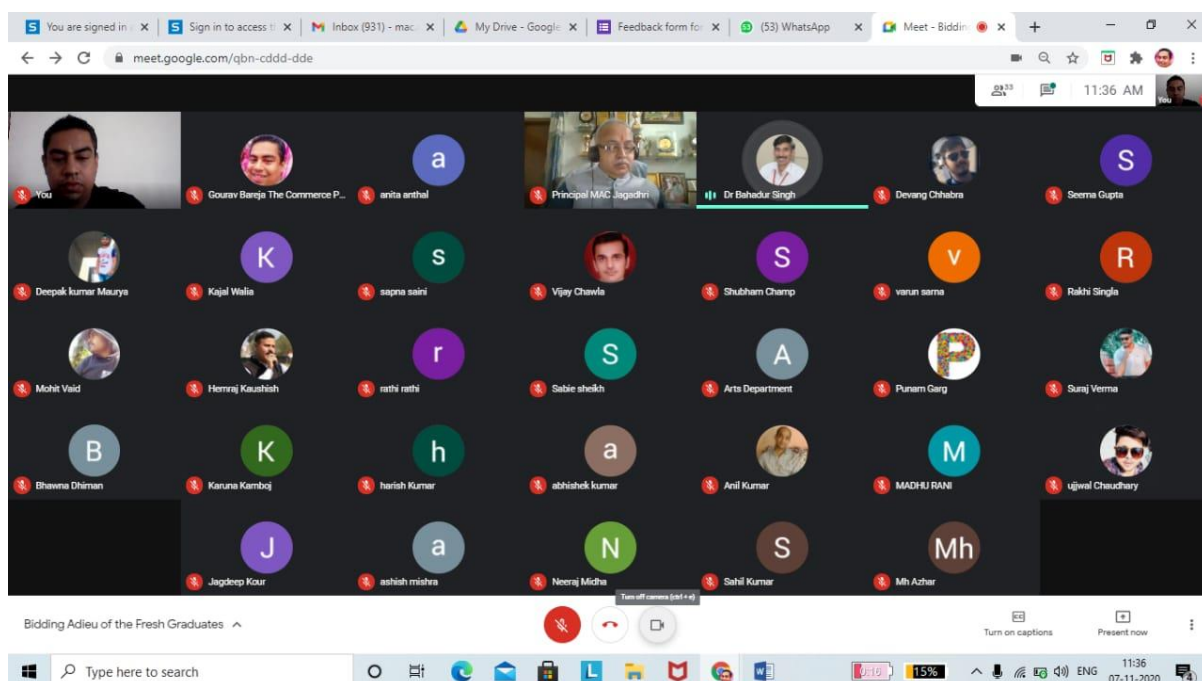 You are signed in
Sign in to access t
Inbox (931) - mac
My Drive - Google
Feedback form fo
(53) WhatsApp
Meet - Biddin
meet.google.com/qbn-cddd-dde
33
11:36 AM
You
You
Gourav Bareja The Commerce P...
a
anita anthal
Principal MAC Jagadhri
Dr Bahadur Singh
Devang Chhabra
S
Seema Gupta
Deepak kumar Maurya
K
Kajal Walia
s
sapna saini
Vijay Chawla
S
Shubham Champ
v
varun sarna
R
Rakhi Singla
Mohit Vaid
Hemraj Kaushish
r
rathi rathi
S
Sabie sheikh
A
Arts Department
P
Punam Garg
Suraj Verma
B
Bhawna Dhiman
K
Karuna Kamboj
h
harish Kumar
a
abhishek kumar
Anil Kumar
M
MADHU RANI
ujjwal Chaudhary
J
Jagdeep Kour
a
ashish mishra
N
Neeraj Midha
S
Sahil Kumar
Mh
Mh Azhar
Turn off camera (ctrl + e)
Bidding Adieu of the Fresh Graduates
Turn on captions
Present now
Type here to search
0:16
15%
ENG
11:36
07-11-2020